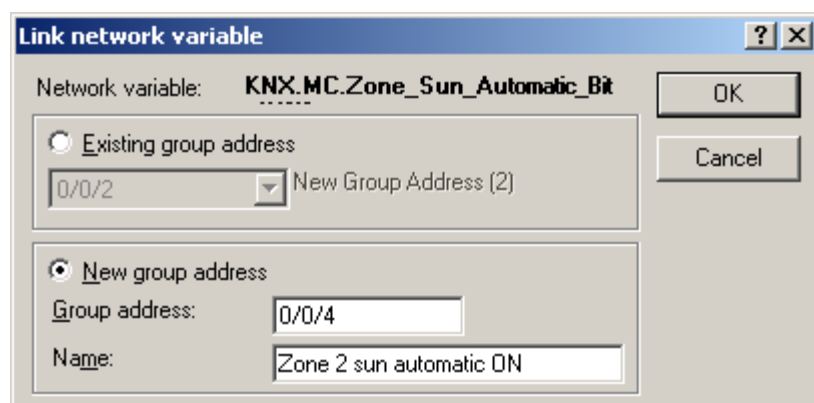 Link network variable
Network variable: KNX.MC.Zone_Sun_Automatic_Bit
OK
Existing group address
Cancel
0/0/2 New Group Address (2)
New group address
Group address: 0/0/4
Name: Zone 2 sun automatic ON